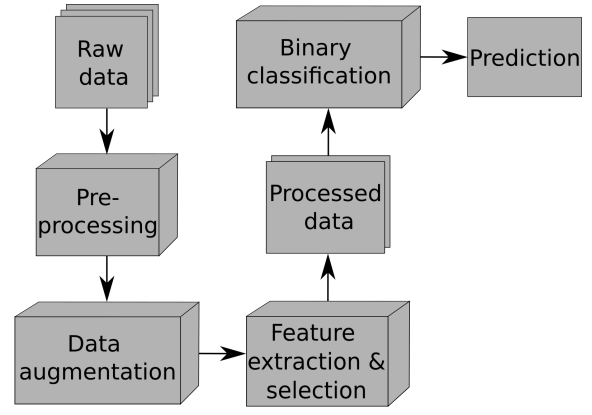 Raw
data
Pre-
processing
Data
augmentation
Feature
extraction &
selection
Processed
data
Binary
classification
Prediction